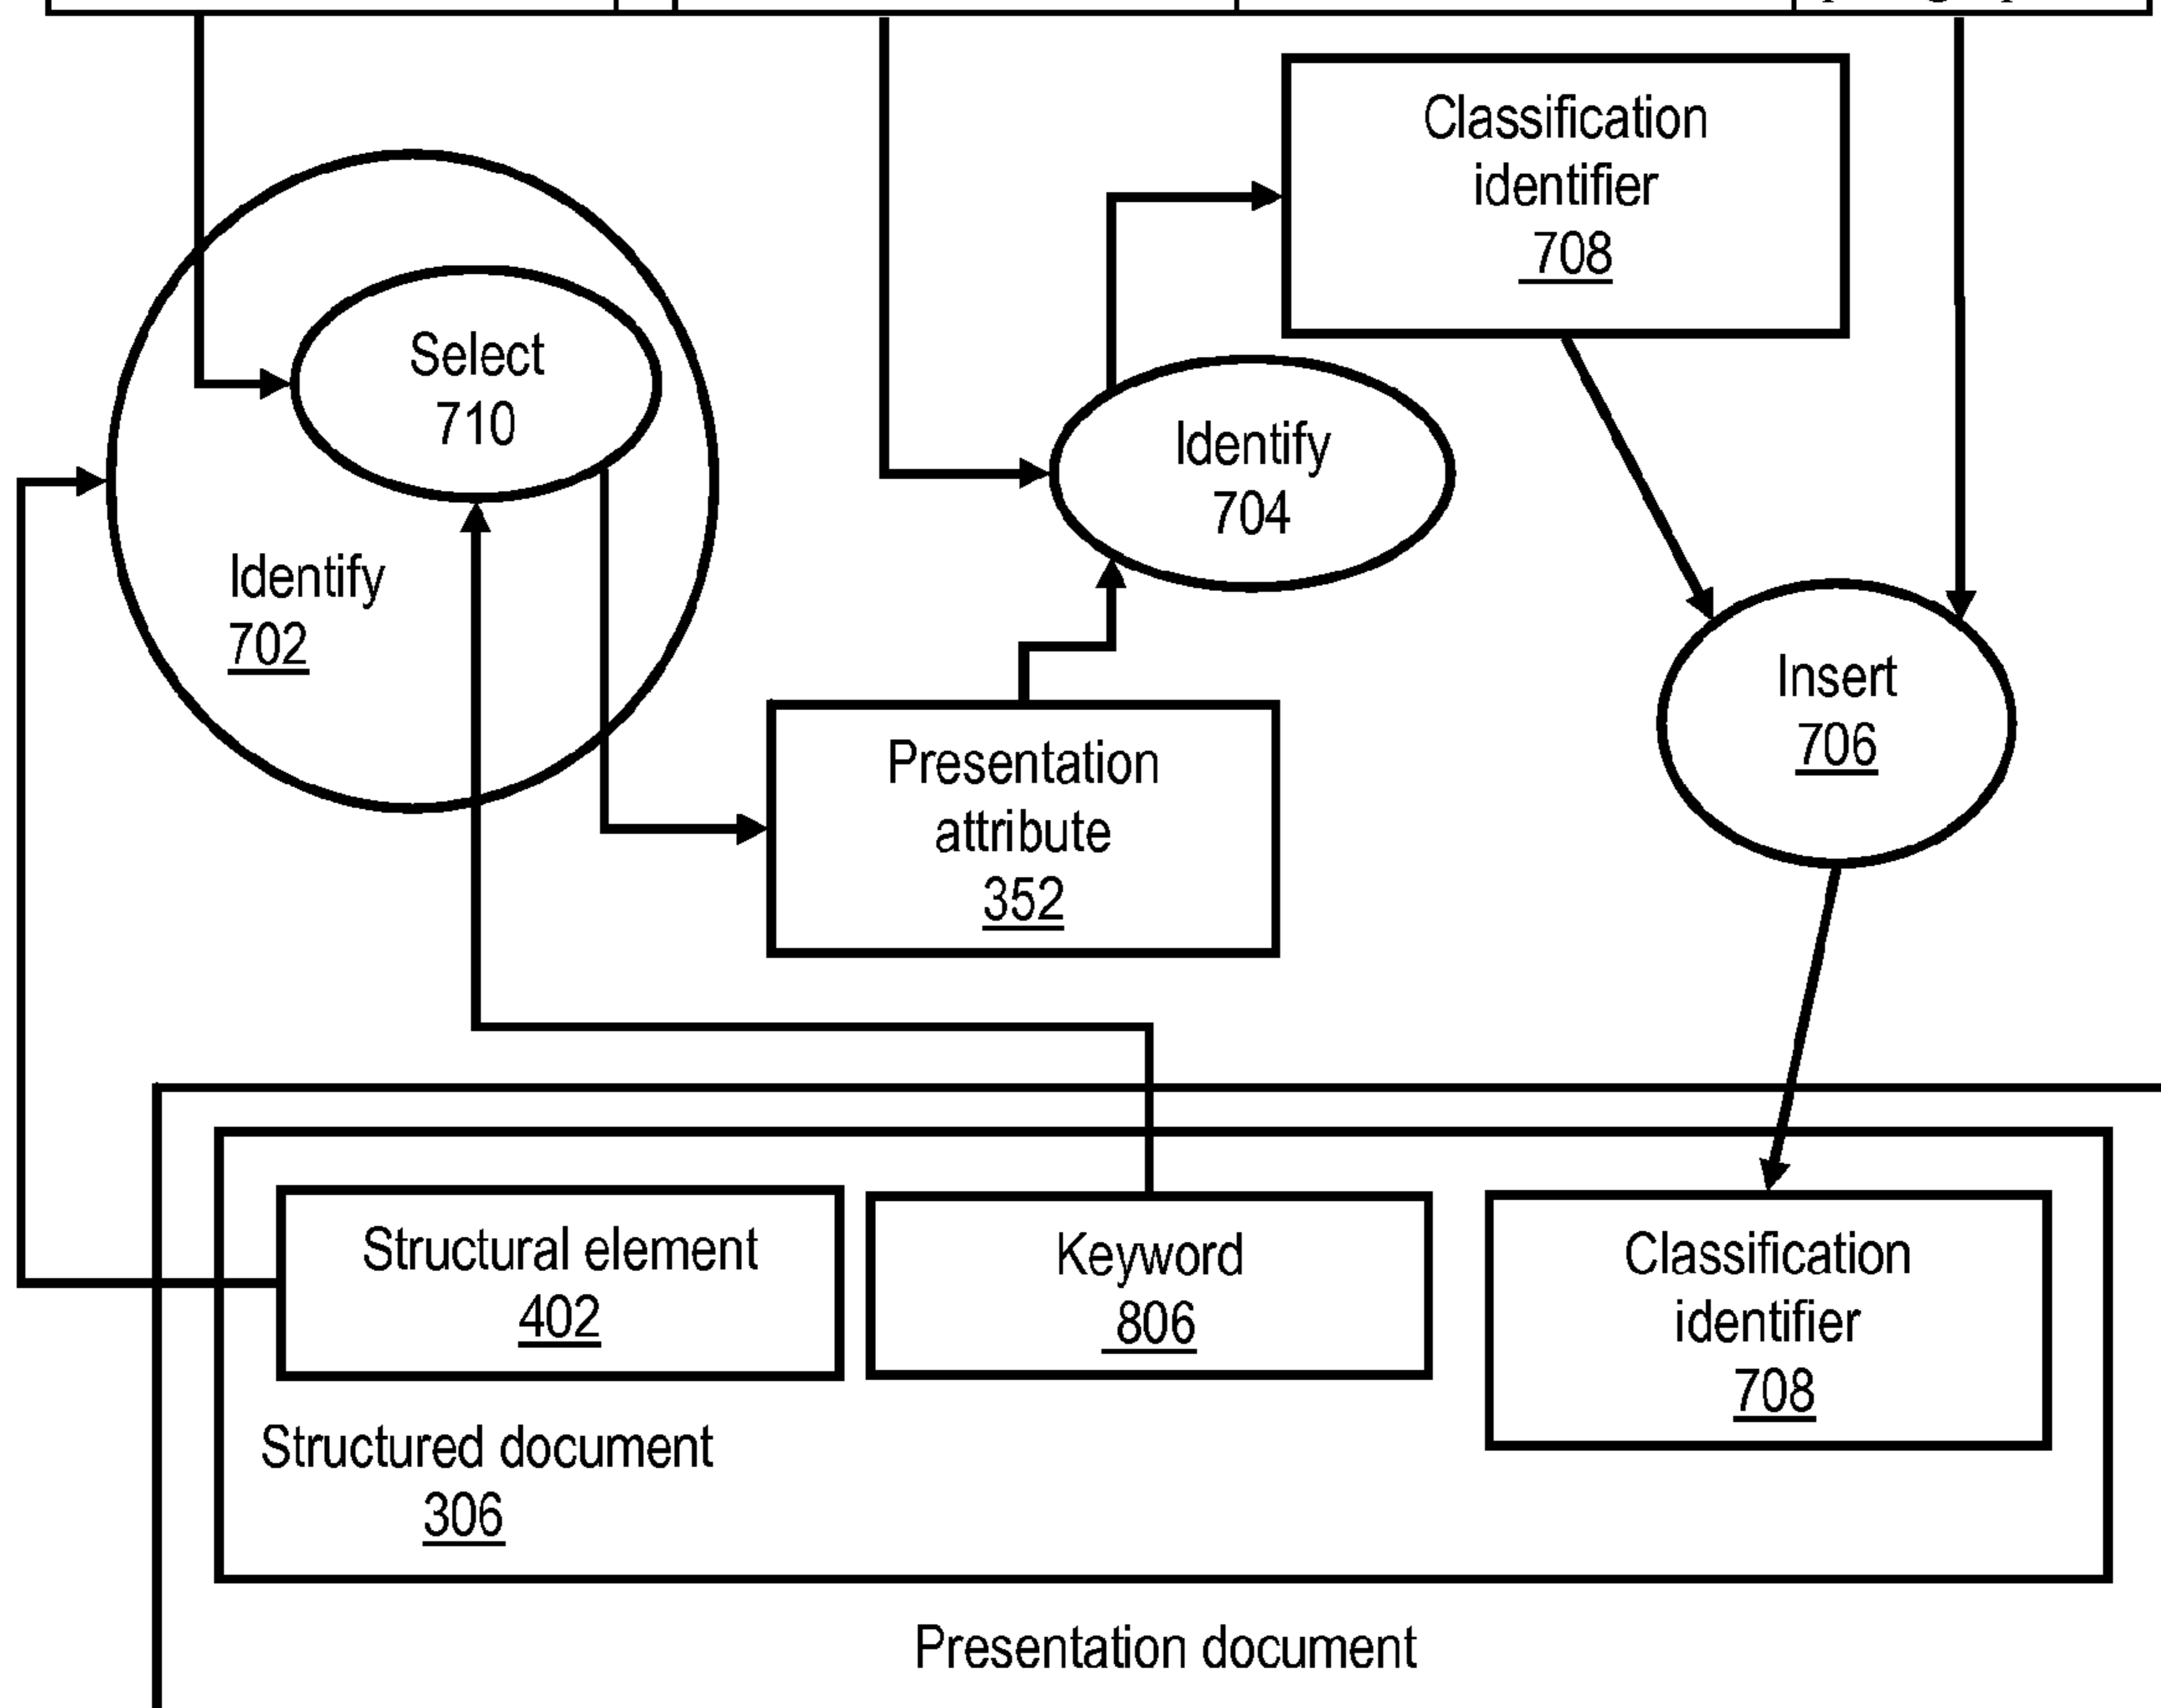 Classification
identifier
708
Select
710
Identify
704
Identify
702
Insert
706
Presentation
attribute
352
Structural element
402
Keyword
806
Classification
identifier
708
Structured document
306
Presentation document